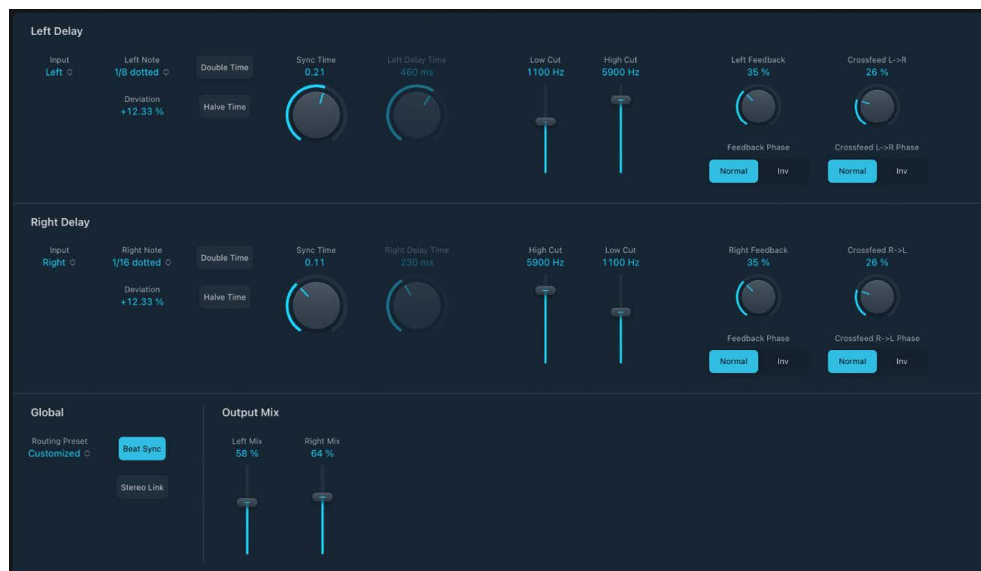 Left Delay
Input Left Note Sync Time Left Delay Time Low Cut High Cut Left Feedback Crossfeed L->R
Left 1/8 dotted Double Time 0.21 460 ms 1100 Hz 5900 Hz 35 % 26 %
Deviation Halve Time
+12.33 %
Feedback Phase Crossfeed L->R Phase
Normal Inv Normal Inv
Right Delay
Input Right Note Sync Time Right Delay Time High Cut Low Cut Right Feedback Crossfeed R->L
Right 1/16 dotted Double Time 0.11 230 ms 5900 Hz 1100 Hz 35 % 26 %
Deviation Halve Time
+12.33 %
Feedback Phase Crossfeed R->L Phase
Normal Inv Normal Inv
Global Output Mix
Routing Preset Beat Sync Left Mix Right Mix
Customized 58 % 64 %
Stereo Link